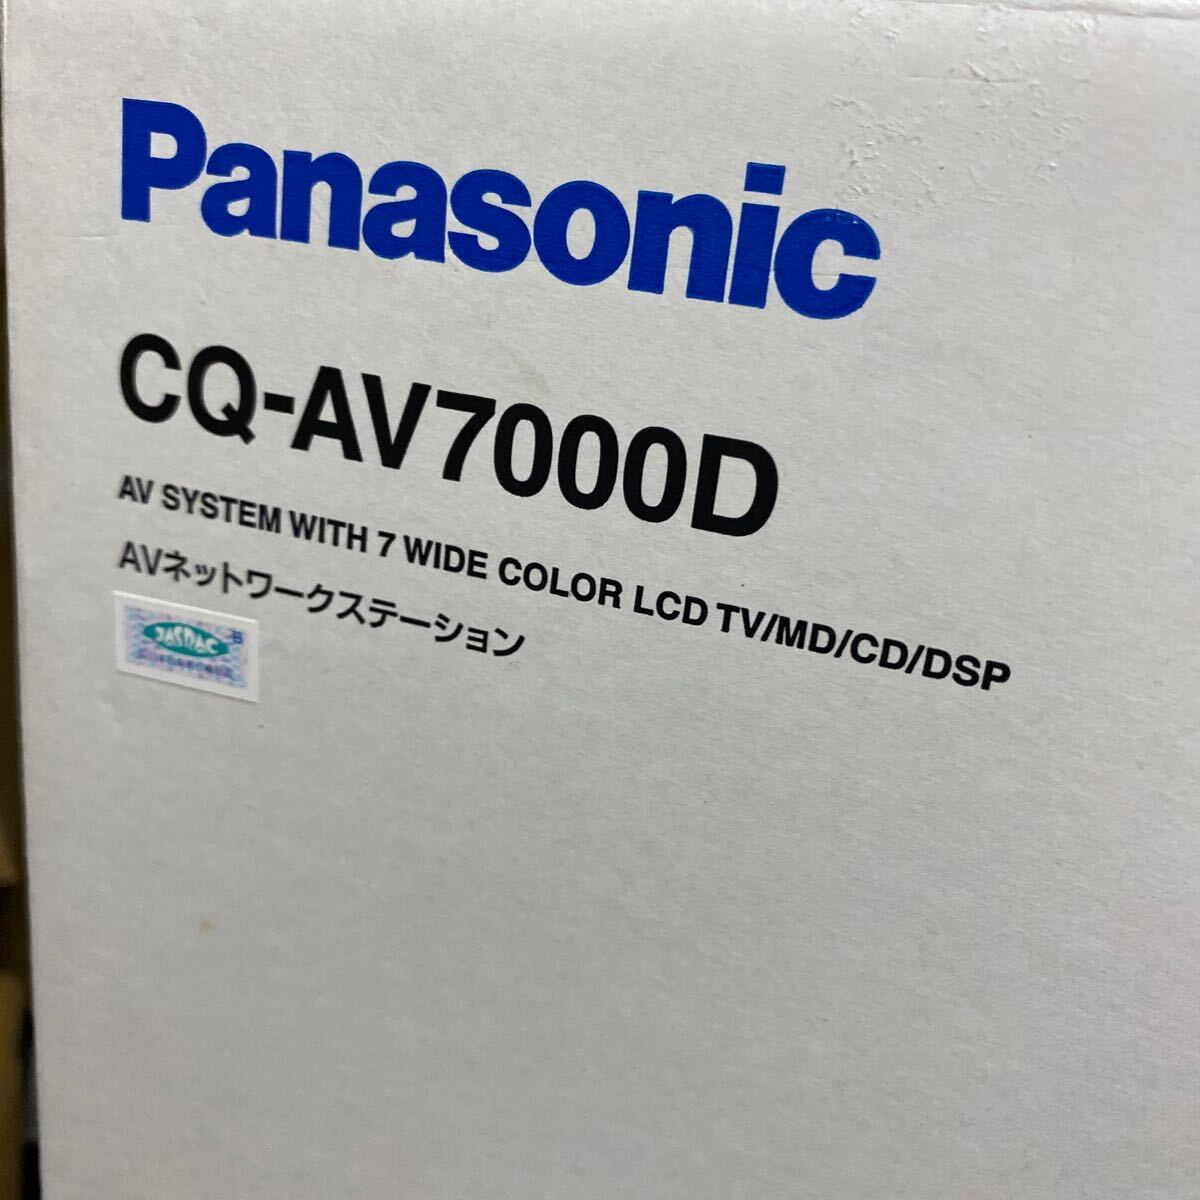 Panasonic
CQ-AV7000D
AV SYSTEM WITH 7 WIDE COLOR LCD TV/MD/CD/DSP
AVネットワークステーション
JASRAC